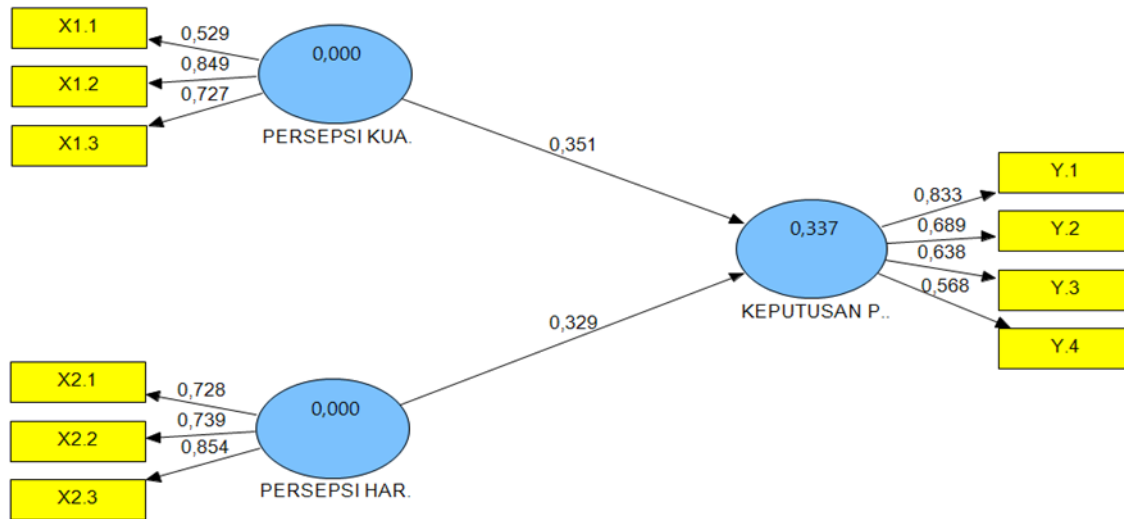 X1.1
0,529
X1.2
0,849
X1.3
0,727
0,000
PERSEPSI KUA.
0,351
X2.1
0,728
X2.2
0,739
X2.3
0,854
0,000
PERSEPSI HAR.
0,329
0,337
KEPUTUSAN P..
Y.1
0,833
Y.2
0,689
Y.3
0,638
Y.4
0,568